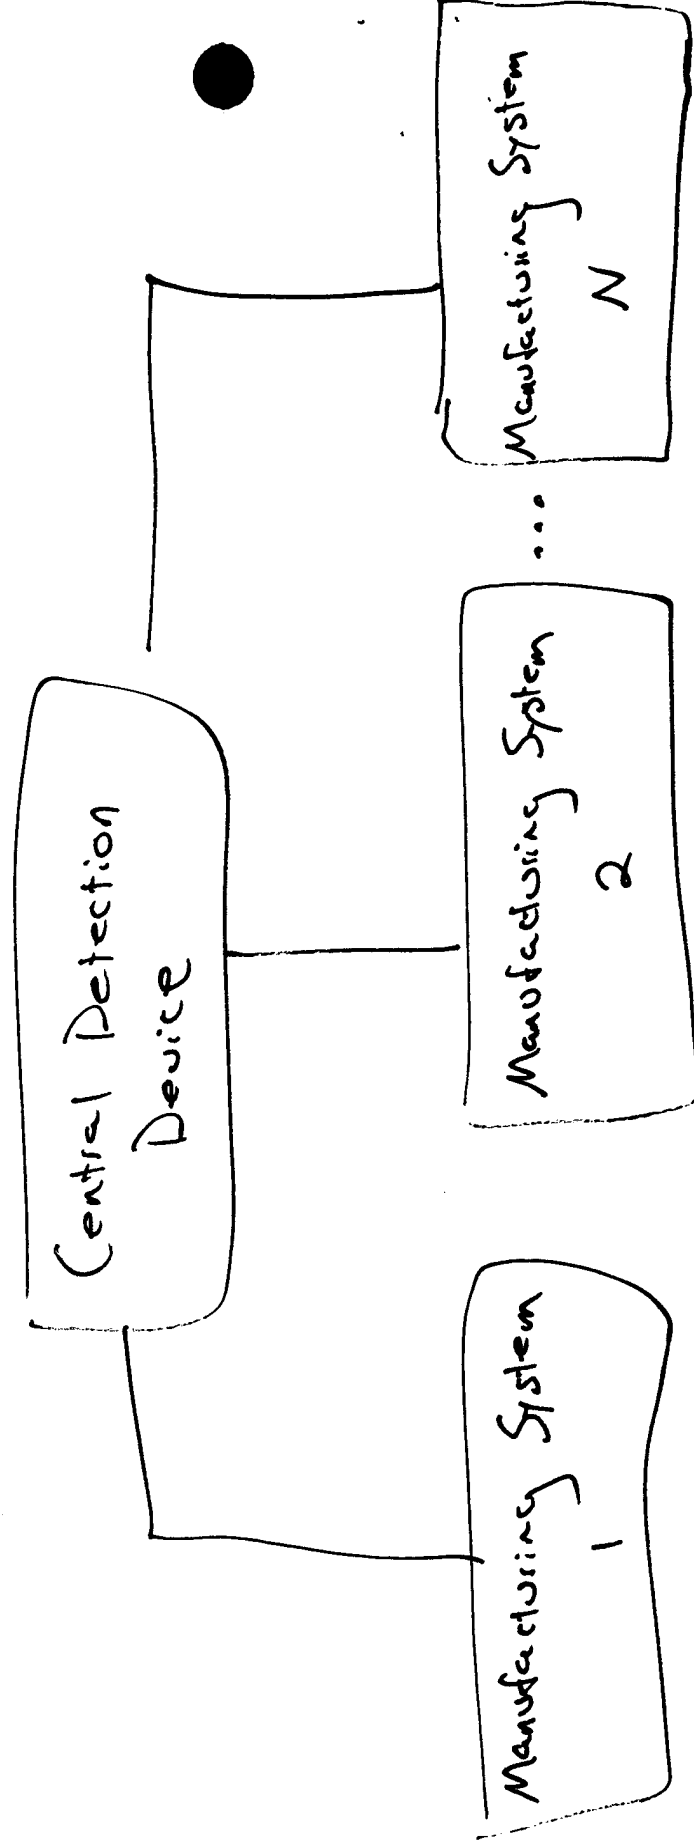 Central Detection
Device
Manufacturing System
1
Manufacturing System
2
...
Manufacturing System
N